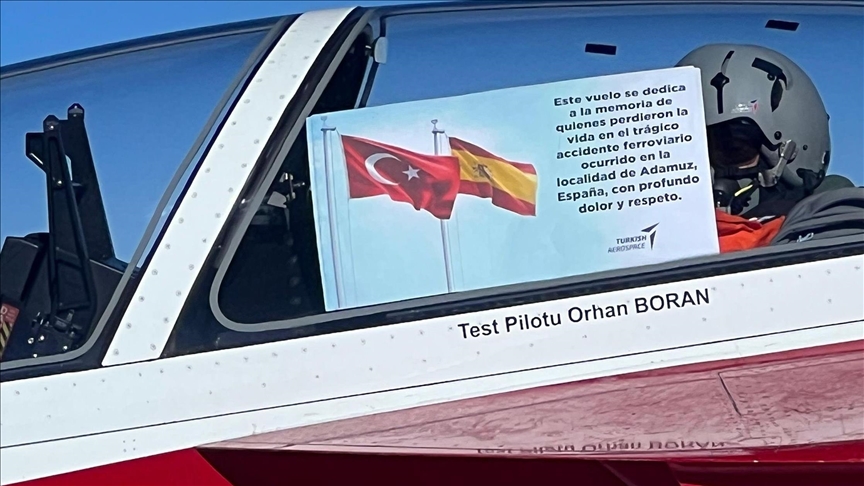 Este vuelo se dedica
a la memoria de
quienes perdieron la
vida en el trágico
accidente ferroviario
ocurrido en la
localidad de Adamuz,
España, con profundo
dolor y respeto.
TURKISH
AEROSPACE
Test Pilotu Orhan BORAN